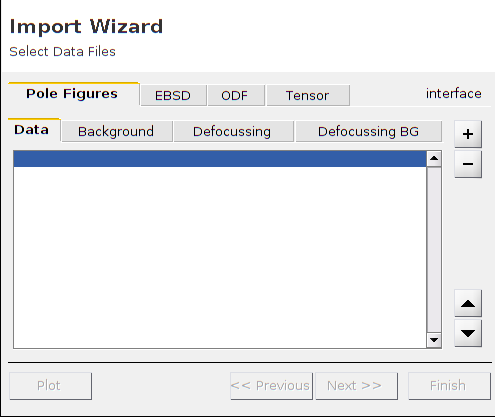 Import Wizard
Select Data Files
Pole Figures EBSD ODF Tensor interface
Data Background Defocussing Defocussing BG
+
−
Plot << Previous Next >> Finish